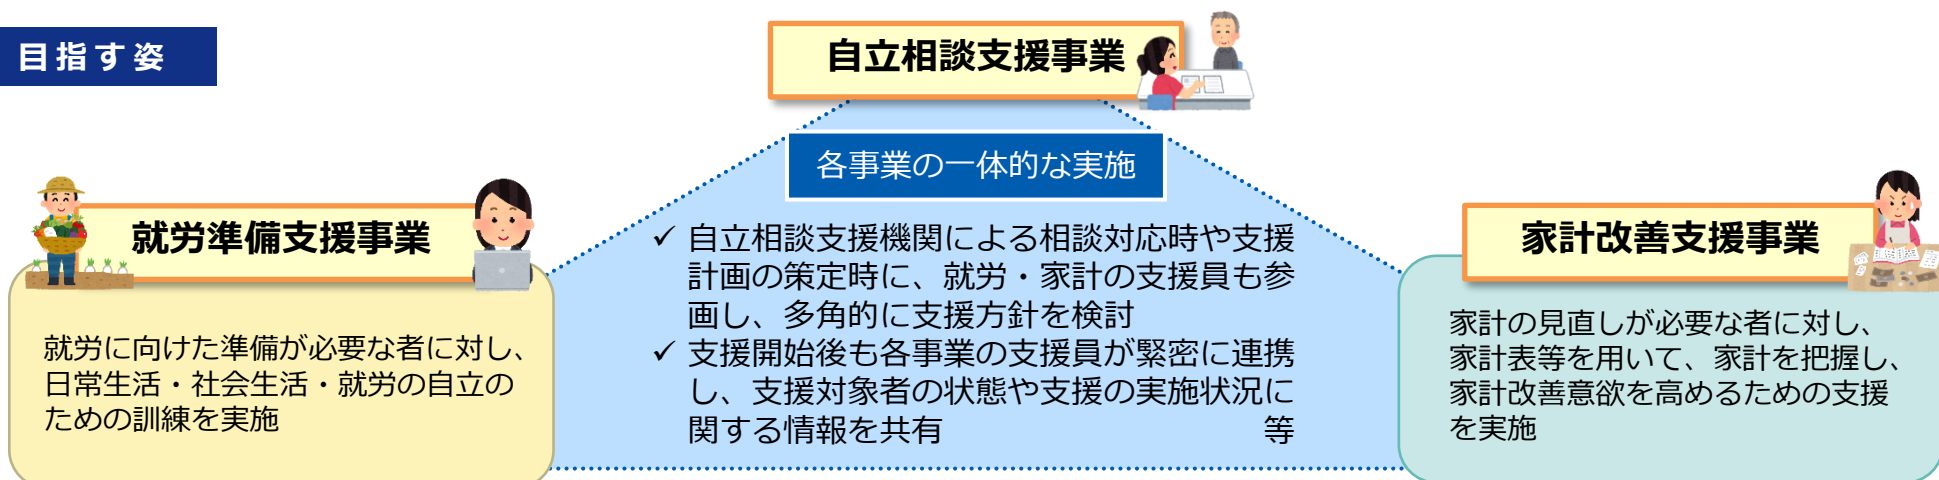 目指す姿
自立相談支援事業
各事業の一体的な実施
就労準備支援事業
就労に向けた準備が必要な者に対し、
日常生活・社会生活・就労の自立の
ための訓練を実施
✓ 自立相談支援機関による相談対応時や支援
計画の策定時に、就労・家計の支援員も参
画し、多角的に支援方針を検討
✓ 支援開始後も各事業の支援員が緊密に連携
し、支援対象者の状態や支援の実施状況に
関する情報を共有 等
家計改善支援事業
家計の見直しが必要な者に対し、
家計表等を用いて、家計を把握し、
家計改善意欲を高めるための支援
を実施